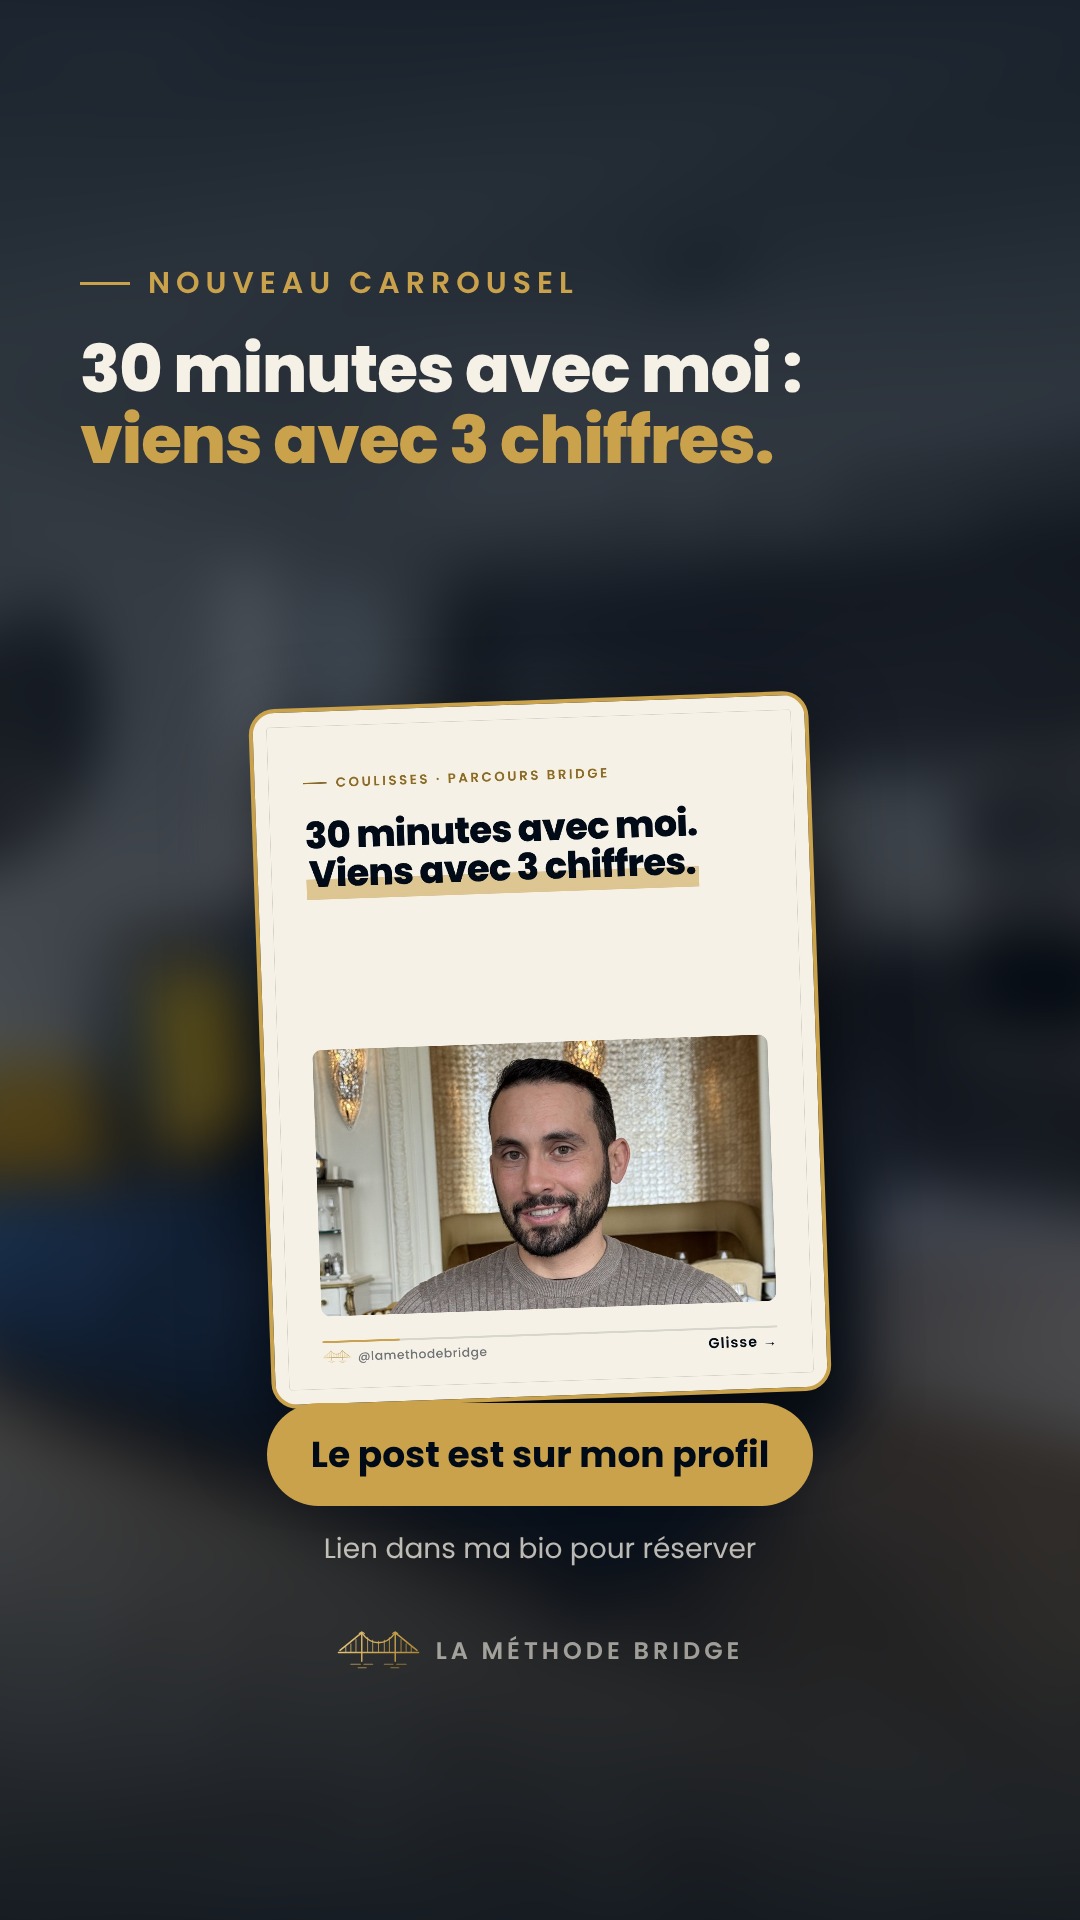 NOUVEAU CARROUSEL
30 minutes avec moi :
viens avec 3 chiffres.
COULISSES · PARCOURS BRIDGE
30 minutes avec moi.
Viens avec 3 chiffres.
@lamethodebridge
Glisse →
Le post est sur mon profil
Lien dans ma bio pour réserver
LA MÉTHODE BRIDGE